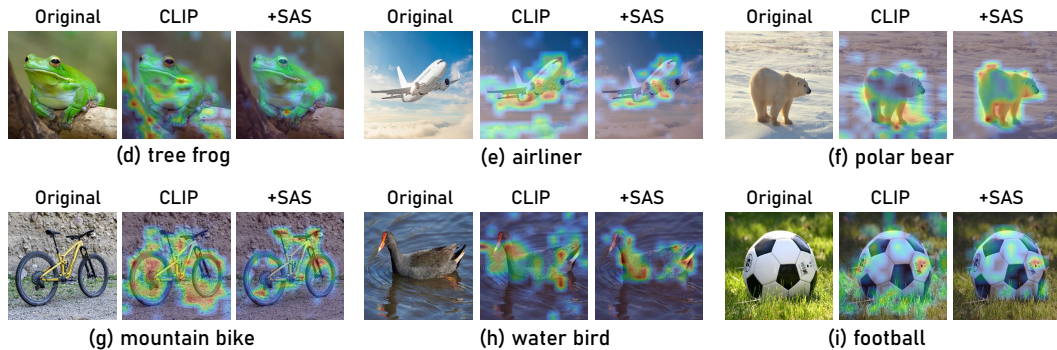 Original CLIP +SAS Original CLIP +SAS Original CLIP +SAS
(d) tree frog (e) airliner (f) polar bear
Original CLIP +SAS Original CLIP +SAS Original CLIP +SAS
(g) mountain bike (h) water bird (i) football